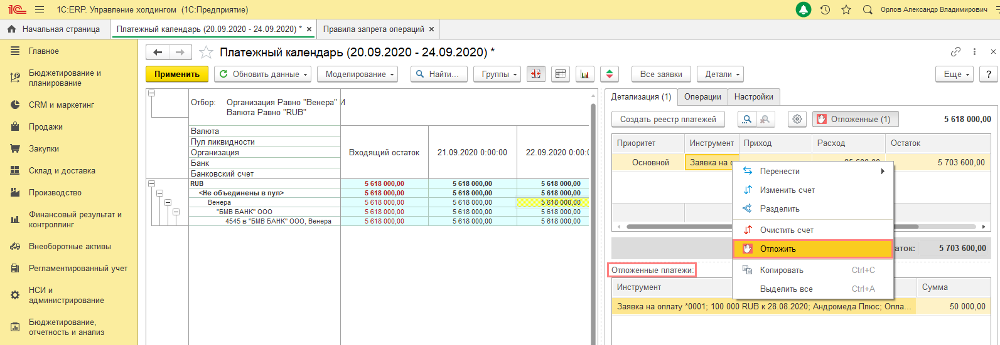 1С:ERP. Управление холдингом (1С:Предприятие)
Орлов Александр Владимирович
Начальная страница
Платежный календарь (20.09.2020 - 24.09.2020) * ×
Правила запрета операций ×
Главное
Бюджетирование и
планирование
CRM и маркетинг
Продажи
Закупки
Склад и доставка
Производство
Финансовый результат и
контроллинг
Внеоборотные активы
Регламентированный учет
НСИ и
администрирование
Бюджетирование,
отчетность и анализ
Платежный календарь (20.09.2020 - 24.09.2020) *
Применить
Обновить данные
Моделирование
Найти...
Группы
Все заявки
Детали
Еще
?
Отбор: Организация Равно "Венера" И
Валюта Равно "RUB"
Валюта
Пул ликвидности
Организация
Банк
Банковский счет
Входящий остаток
21.09.2020 0:00:00
22.09.2020 0:00:(
RUB 5 618 000,00 5 618 000,00 5 618 000,00
<Не объединены в пул> 5 618 000,00 5 618 000,00 5 618 000,00
Венера 5 618 000,00 5 618 000,00 5 618 000,00
"БМВ БАНК" ООО 5 618 000,00 5 618 000,00 5 618 000,00
4545 в "БМВ БАНК" ООО, Венера 5 618 000,00 5 618 000,00 5 618 000,00
Детализация (1)
Операции
Настройки
Создать реестр платежей
Отложенные (1)
5 618 000,00
Приоритет Инструмент Приход Расход Остаток
Основной Заявка на о 5 703 600,00
Перенести
Изменить счет
Разделить
Очистить счет
Отложить
Копировать Ctrl+C
Выделить все Ctrl+A
таток: 5 703 600,00
Отложенные платежи:
Инструмент Сумма
Заявка на оплату *0001; 100 000 RUB к 28.08.2020; Андромеда Плюс; Опла... 50 000,00